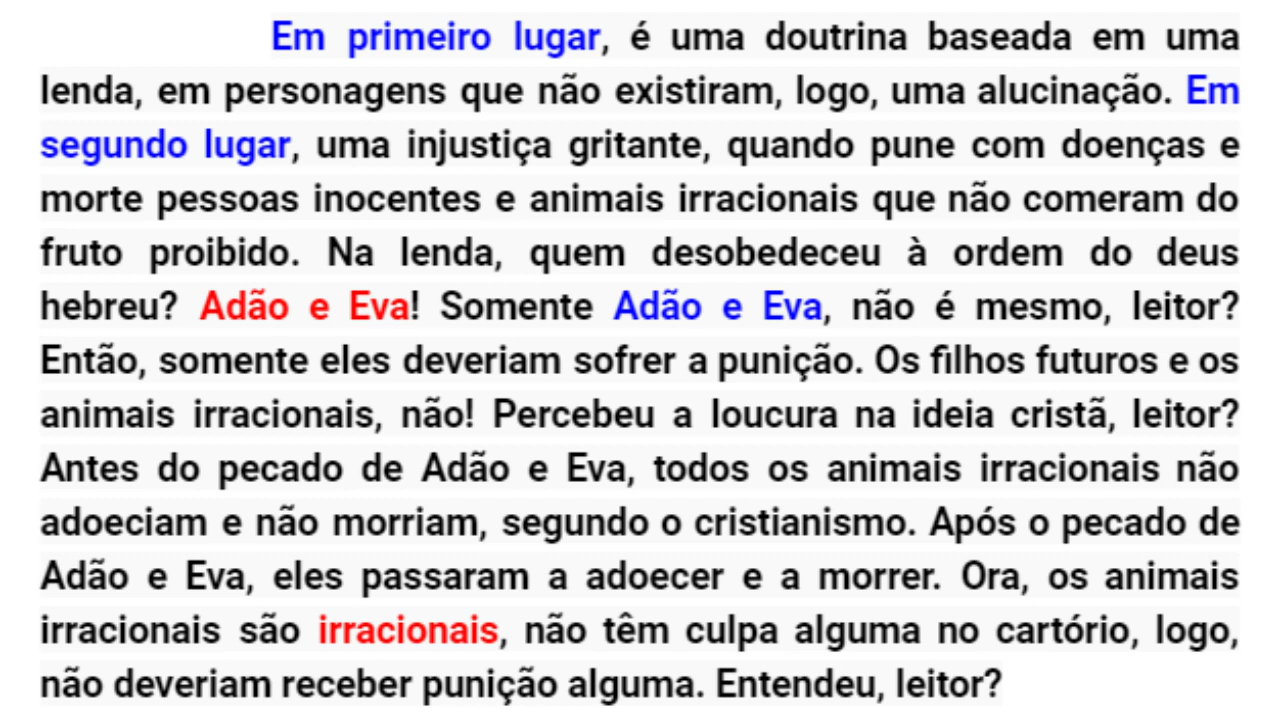 Em primeiro lugar, é uma doutrina baseada em uma
lenda, em personagens que não existiram, logo, uma alucinação. Em
segundo lugar, uma injustiça gritante, quando pune com doenças e
morte pessoas inocentes e animais irracionais que não comeram do
fruto proibido. Na lenda, quem desobedeceu à ordem do deus
hebreu? Adão e Eva! Somente Adão e Eva, não é mesmo, leitor?
Então, somente eles deveriam sofrer a punição. Os filhos futuros e os
animais irracionais, não! Percebeu a loucura na ideia cristã, leitor?
Antes do pecado de Adão e Eva, todos os animais irracionais não
adoeciam e não morriam, segundo o cristianismo. Após o pecado de
Adão e Eva, eles passaram a adoecer e a morrer. Ora, os animais
irracionais são irracionais, não têm culpa alguma no cartório, logo,
não deveriam receber punição alguma. Entendeu, leitor?